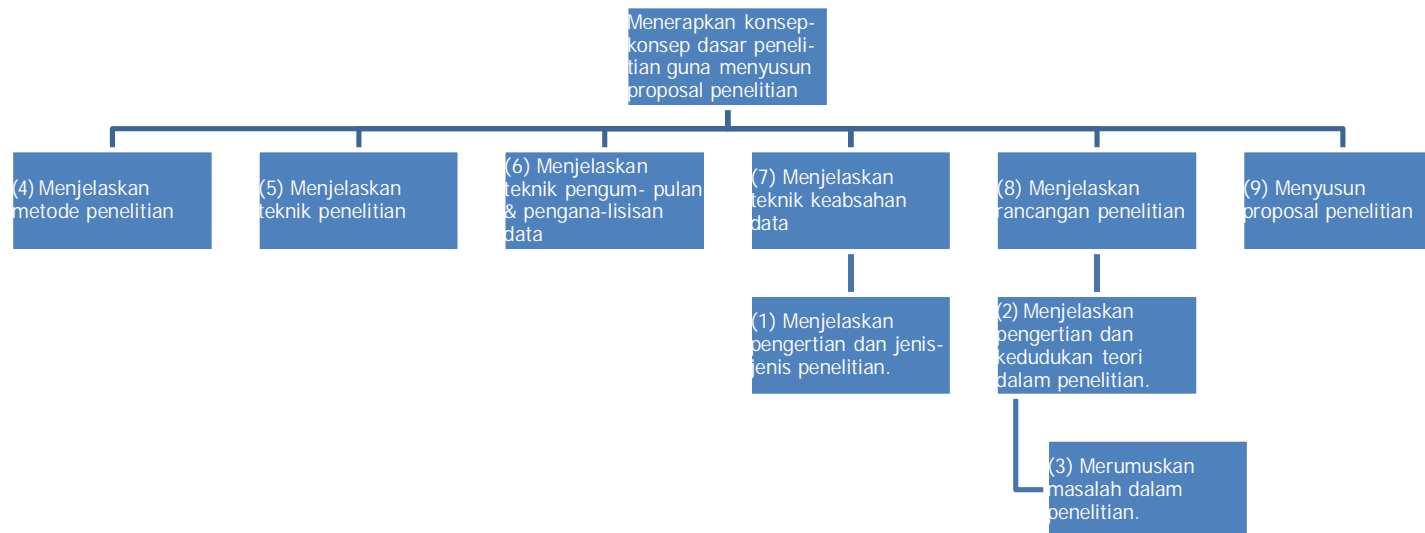 Menerapkan konsep-
konsep dasar peneli-
tian guna menyusun
proposal penelitian
(4) Menjelaskan
metode penelitian
(5) Menjelaskan
teknik penelitian
(6) Menjelaskan
teknik pengum- pulan
& pengana-lisisan
data
(7) Menjelaskan
teknik keabsahan
data
(8) Menjelaskan
rancangan penelitian
(9) Menyusun
proposal penelitian
(1) Menjelaskan
pengertian dan jenis-
jenis penelitian.
(2) Menjelaskan
pengertian dan
kedudukan teori
dalam penelitian.
(3) Merumuskan
masalah dalam
penelitian.